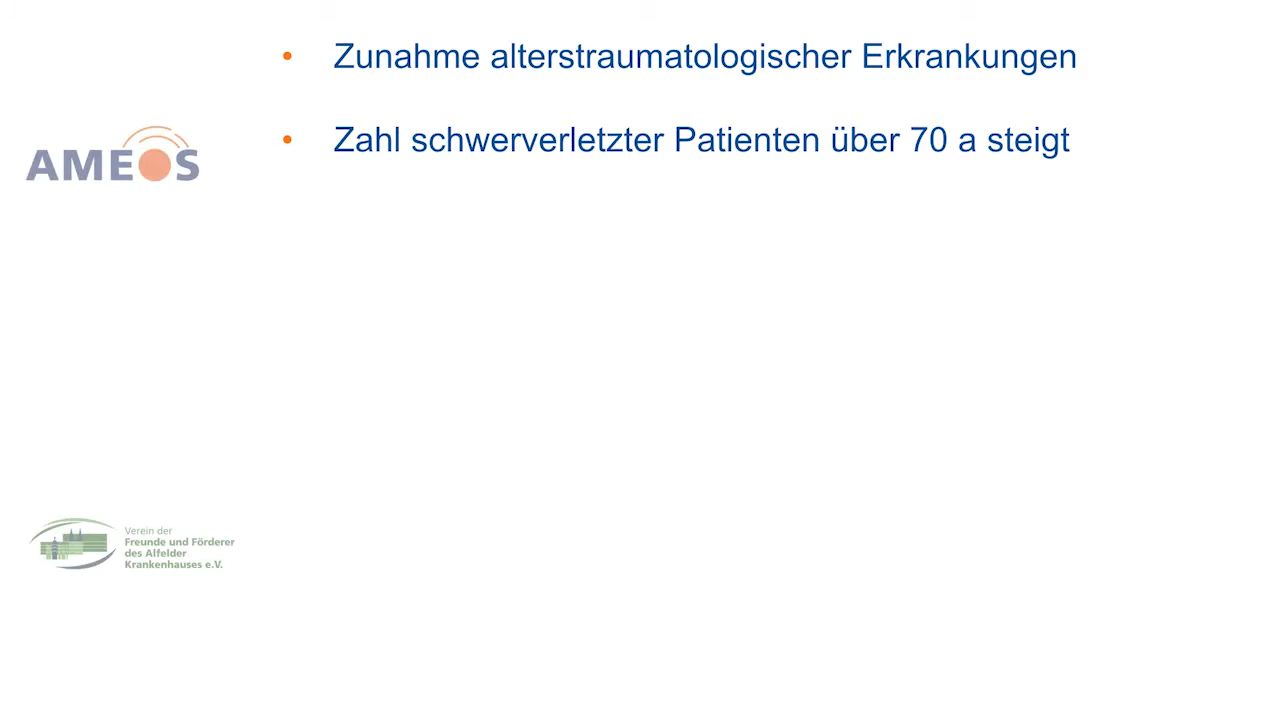 • Zunahme alterstraumatologischer Erkrankungen
• Zahl schwerverletzter Patienten über 70 a steigt
AMEOS
Verein der
Freunde und Förderer
des Alfelder
Krankenhauses e.V.